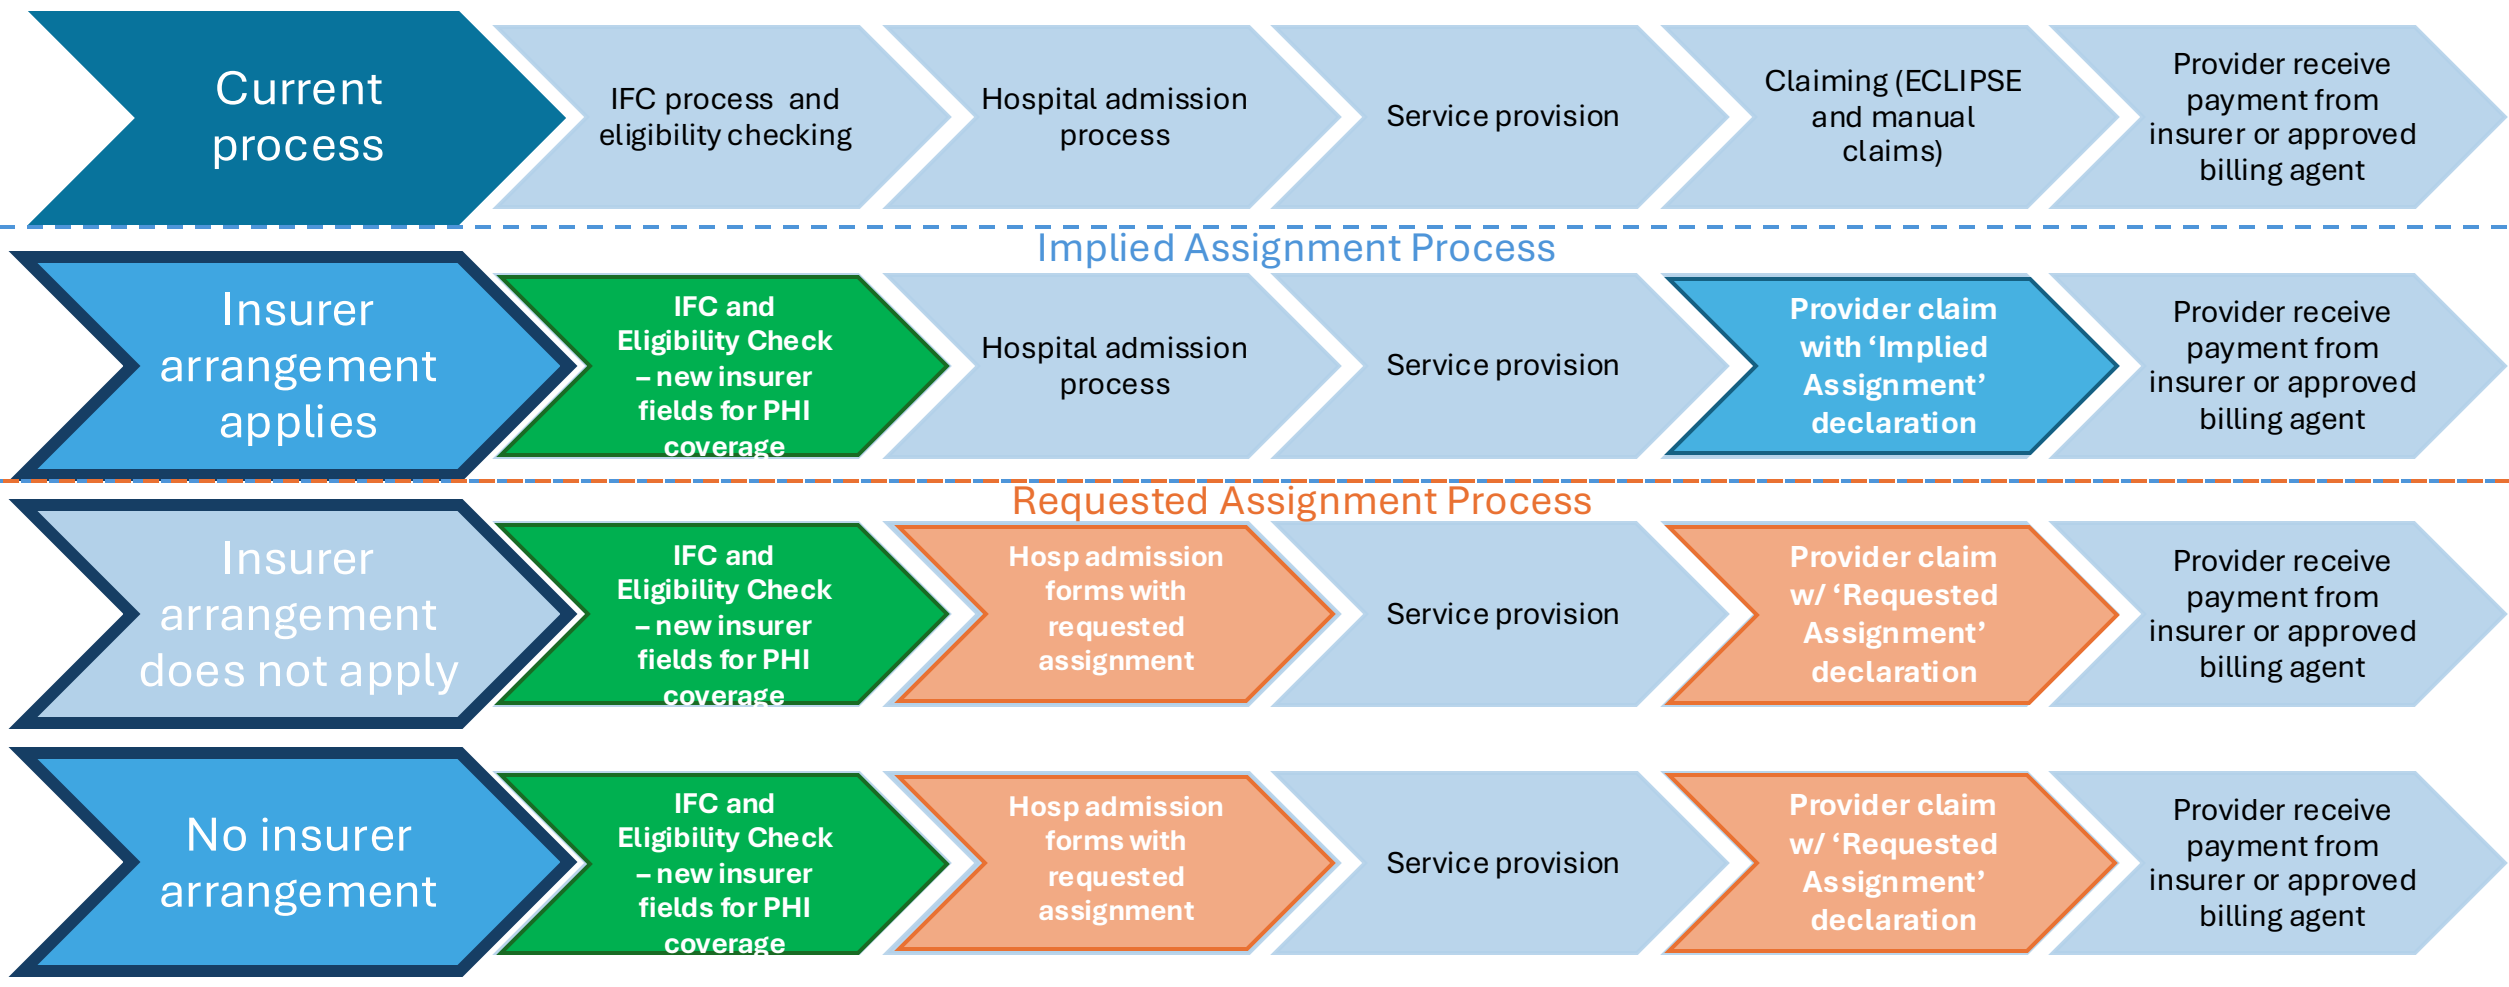 Current
process
IFC process and
eligibility checking
Hospital admission
process
Service provision
Claiming (ECLIPSE
and manual
claims)
Provider receive
payment from
insurer or approved
billing agent
Implied Assignment Process
Insurer
arrangement
applies
IFC and
Eligibility Check
– new insurer
fields for PHI
coverage
Hospital admission
process
Service provision
Provider claim
with ‘Implied
Assignment’
declaration
Provider receive
payment from
insurer or approved
billing agent
Requested Assignment Process
Insurer
arrangement
does not apply
IFC and
Eligibility Check
– new insurer
fields for PHI
coverage
Hosp admission
forms with
requested
assignment
Service provision
Provider claim
w/ ‘Requested
Assignment’
declaration
Provider receive
payment from
insurer or approved
billing agent
No insurer
arrangement
IFC and
Eligibility Check
– new insurer
fields for PHI
coverage
Hosp admission
forms with
requested
assignment
Service provision
Provider claim
w/ ‘Requested
Assignment’
declaration
Provider receive
payment from
insurer or approved
billing agent